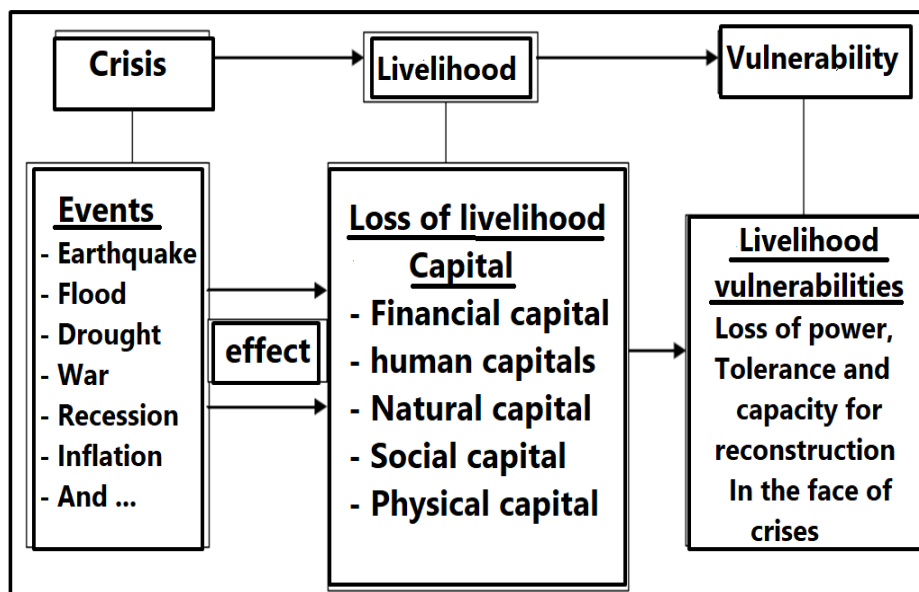 Crisis
Livelihood
Vulnerability
Events
- Earthquake
- Flood
- Drought
- War
- Recession
- Inflation
- And ...
effect
Loss of livelihood
Capital
- Financial capital
- human capitals
- Natural capital
- Social capital
- Physical capital
Livelihood
vulnerabilities
Loss of power,
Tolerance and
capacity for
reconstruction
In the face of
crises